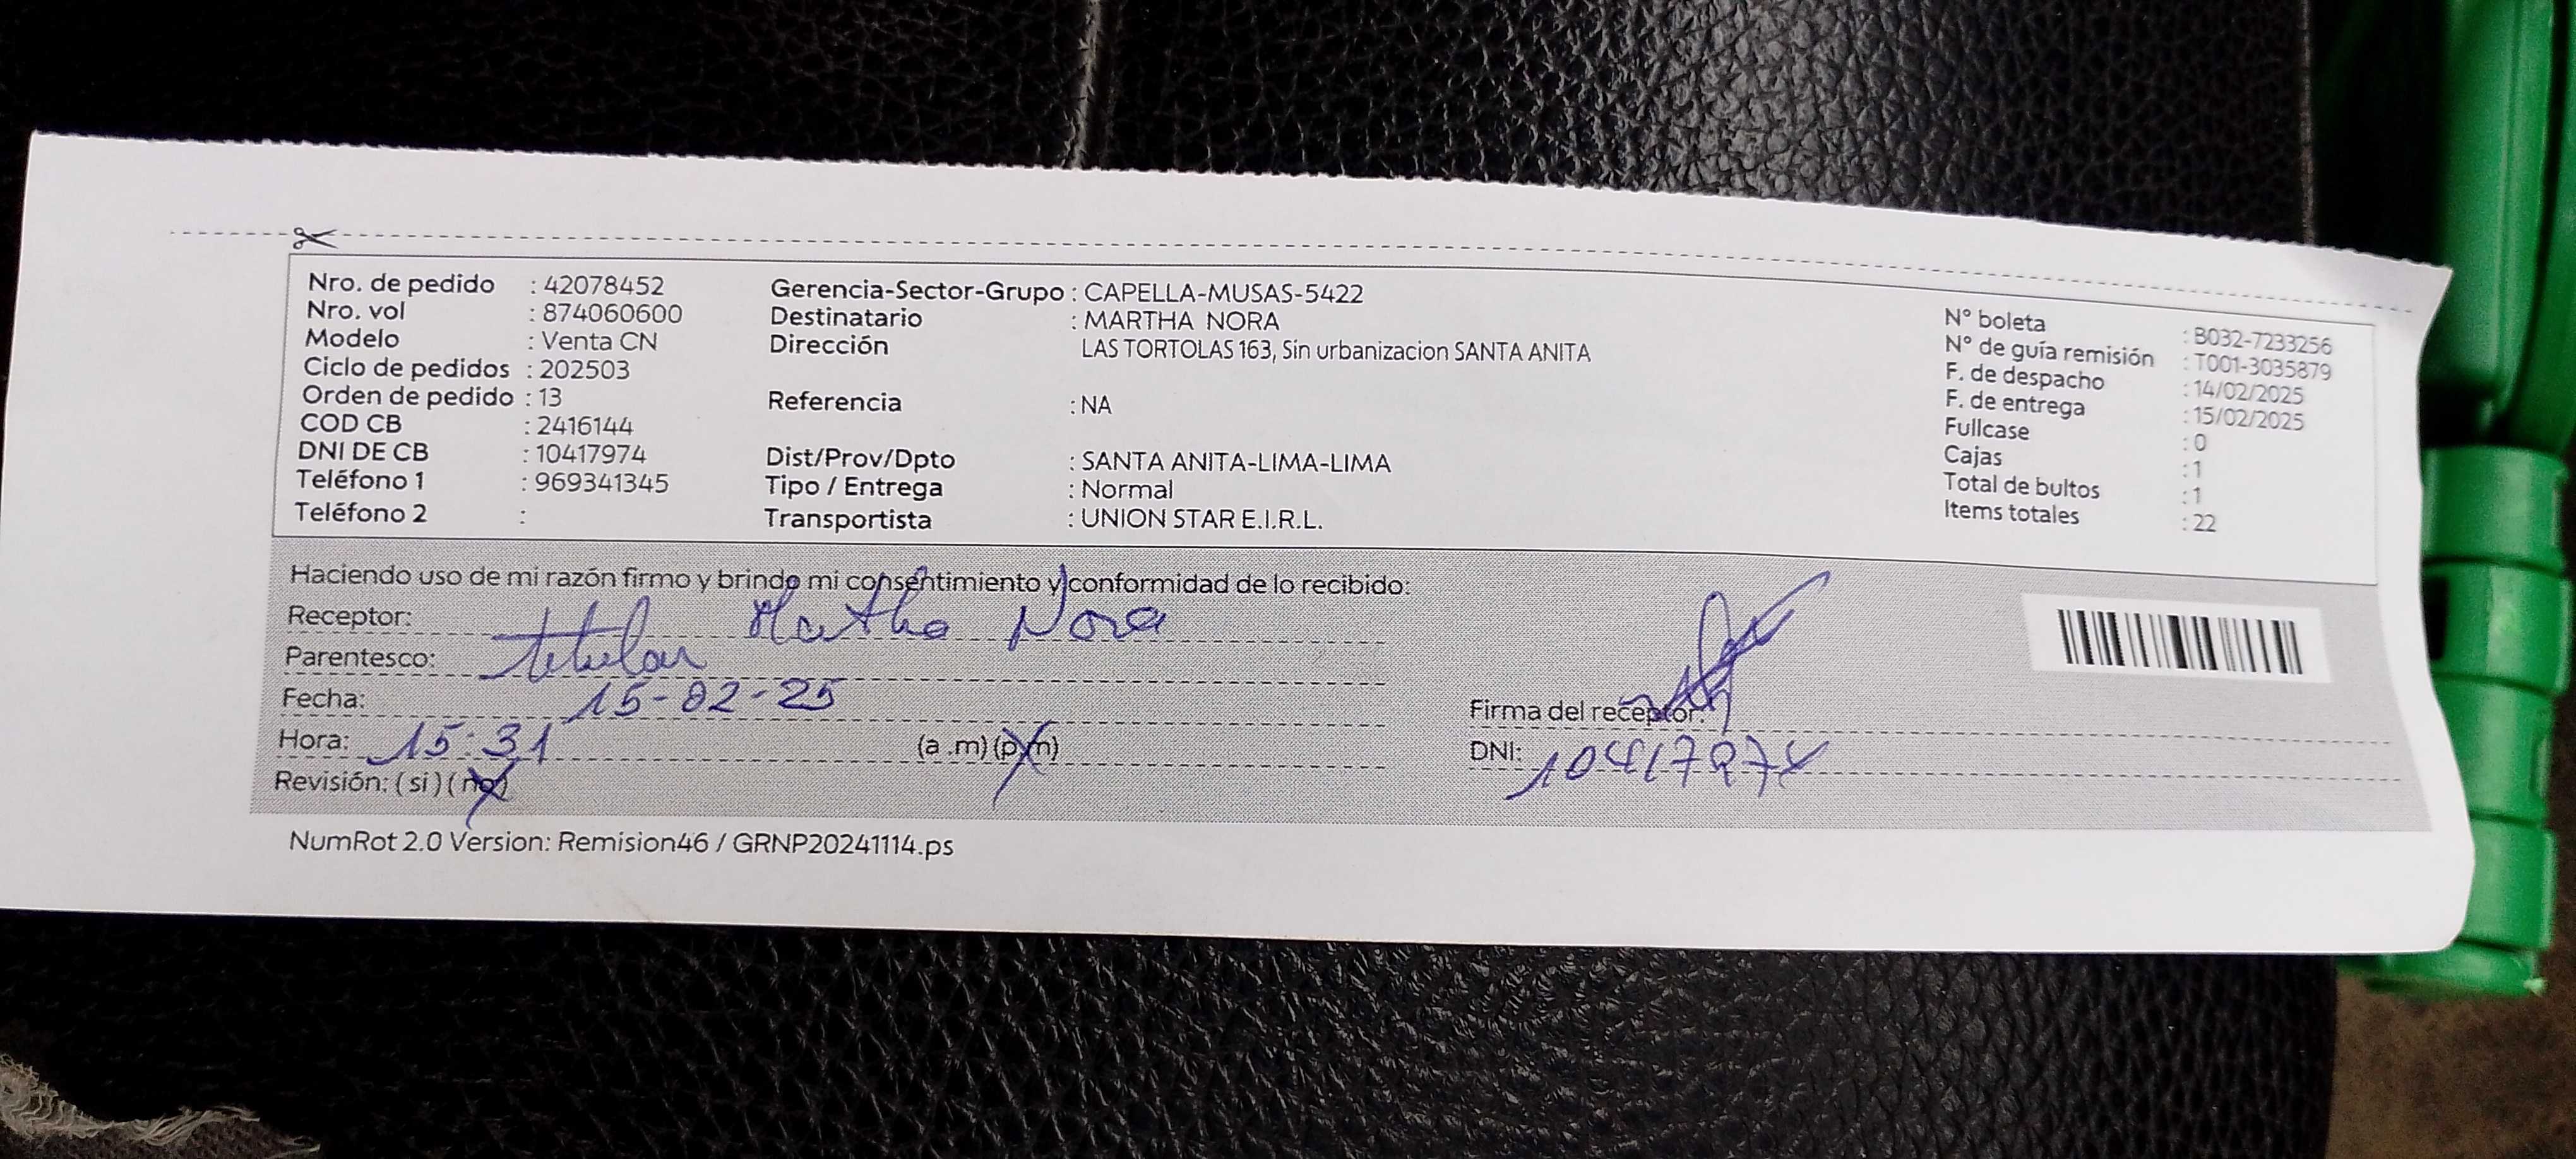 Nro. de pedido : 42078452
Nro. vol : 874060600
Modelo : Venta CN
Ciclo de pedidos : 202503
Orden de pedido : 13
COD CB : 2416144
DNI DE CB : 10417974
Teléfono 1 : 969341345
Teléfono 2 :
Gerencia-Sector-Grupo : CAPELLA-MUSAS-5422
Destinatario : MARTHA NORA
Dirección LAS TORTOLAS 163, Sin urbanizacion SANTA ANITA
Referencia : NA
Dist/Prov/Dpto : SANTA ANITA-LIMA-LIMA
Tipo / Entrega : Normal
Transportista : UNION STAR E.I.R.L.
N° boleta : B032-7233256
N° de guía remisión : T001-3035879
F. de despacho : 14/02/2025
F. de entrega : 15/02/2025
Fullcase : 0
Cajas : 1
Total de bultos : 1
Items totales : 22
Haciendo uso de mi razón firmo y brindo mi consentimiento y conformidad de lo recibido:
Receptor: Martha Nora
Parentesco: titular
Fecha: 15-02-25
Hora: 15:31 (a .m) (p.m)
Revisión: ( si ) ( no)
Firma del receptor:
DNI: 10417974
NumRot 2.0 Version: Remision46 / GRNP20241114.ps